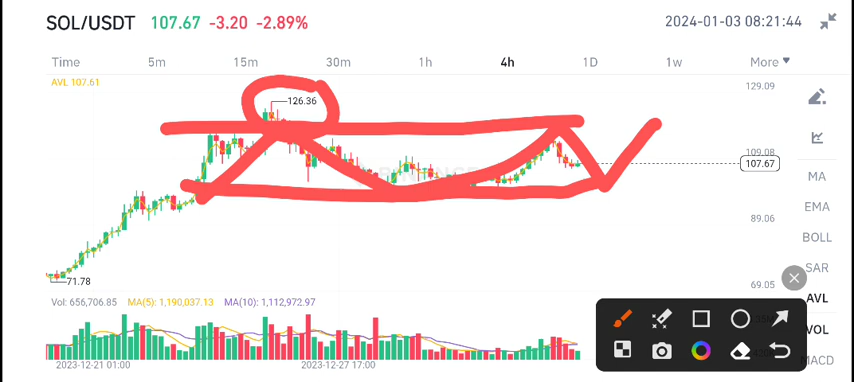 SOL/USDT 107.67 -3.20 -2.89% 2024-01-03 08:21:44
Time 5m 15m 30m 1h 4h 1D 1w More
AVL 107.61
129.09
126.36
109.08
107.67
MA
89.06
EMA
BOLL
71.78
69.05
SAR
Vol: 656,706.85 MA(5): 1,190,037.13 MA(10): 1,112,972.97
AVL
VOL
MACD
2023-12-21 01:00 2023-12-27 17:00